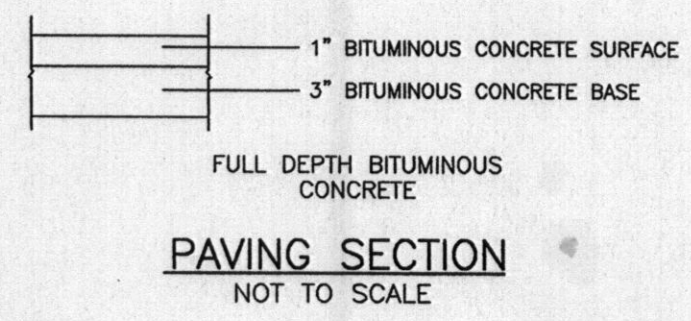 1" BITUMINOUS CONCRETE SURFACE
3" BITUMINOUS CONCRETE BASE
FULL DEPTH BITUMINOUS
CONCRETE
PAVING SECTION
NOT TO SCALE